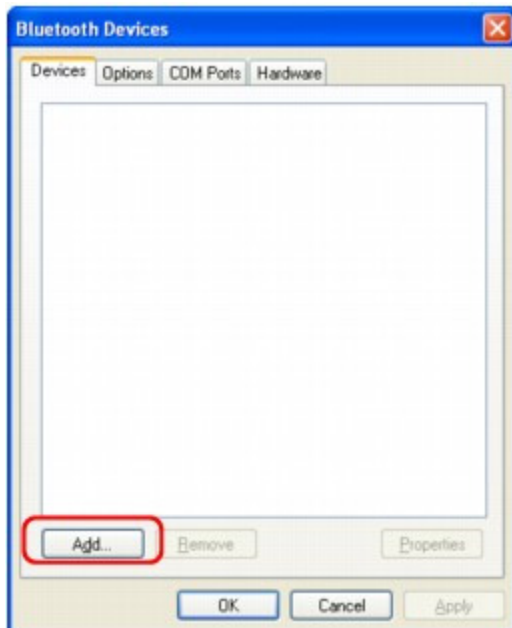 Bluetooth Devices
Devices Options COM Ports Hardware
Add... Remove Properties
OK Cancel Apply